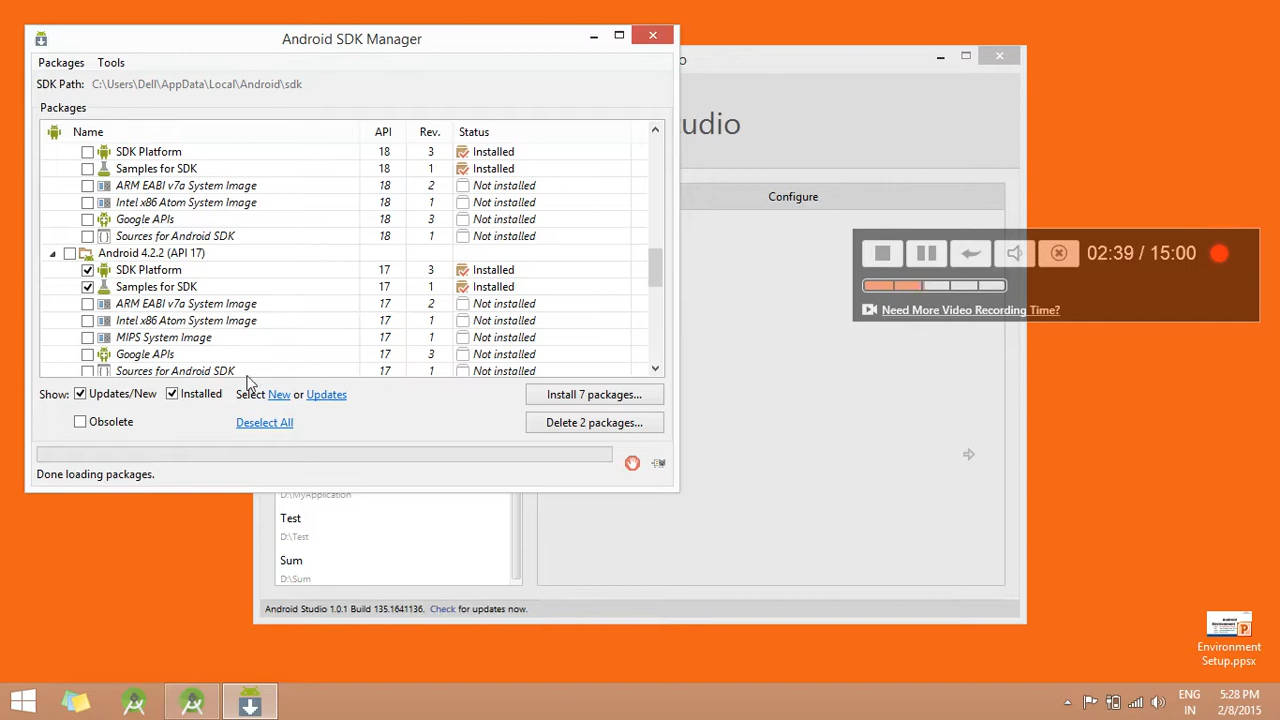 Android SDK Manager
Packages Tools
SDK Path: C:\Users\Dell\AppData\Local\Android\sdk
Packages
Name API Rev. Status
SDK Platform 18 3 Installed
Samples for SDK 18 1 Installed
ARM EABI v7a System Image 18 2 Not installed
Intel x86 Atom System Image 18 1 Not installed
Google APIs 18 3 Not installed
Sources for Android SDK 18 1 Not installed
Android 4.2.2 (API 17)
SDK Platform 17 3 Installed
Samples for SDK 17 1 Installed
ARM EABI v7a System Image 17 2 Not installed
Intel x86 Atom System Image 17 1 Not installed
MIPS System Image 17 1 Not installed
Google APIs 17 3 Not installed
Sources for Android SDK 17 1 Not installed
Show: Updates/New Installed Select New or Updates Install 7 packages...
Obsolete Deselect All Delete 2 packages...
Done loading packages.
o
udio
Configure
02:39 / 15:00
Need More Video Recording Time?
D:\MyApplication
Test
D:\Test
Sum
D:\Sum
Android Studio 1.0.1 Build 135.1641136. Check for updates now.
Android
Environment
Environment
Setup.ppsx
ENG 5:28 PM
IN 2/8/2015